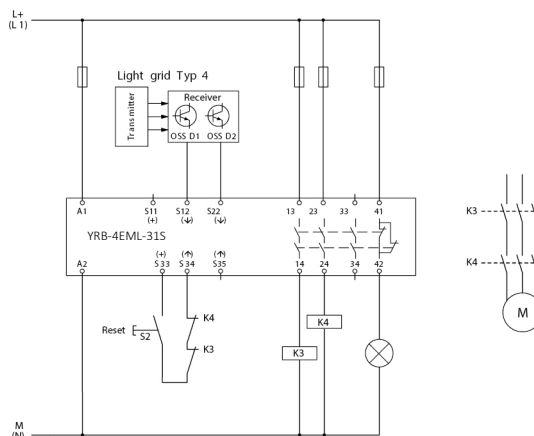 L+
(L 1)
Light grid Typ 4
Transmitter
Receiver
OSS D1 OSS D2
A1 S11 S12 S22 13 23 33 41
(+) (↓) (↓)
YRB-4EML-31S
(+) (↑) (↑)
A2 S33 S34 S35 14 24 34 42
K3
K4
M
Reset
S2
K4
K3
K4
K3
M
(N)